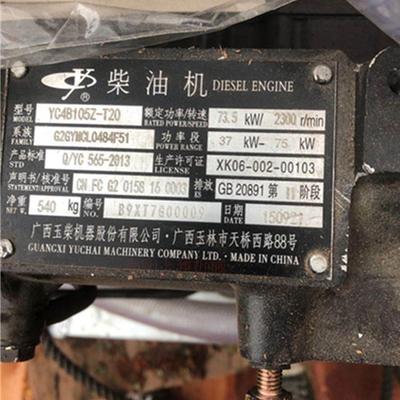 柴油机 DIESEL ENGINE
型号 MODEL YC4B105Z-T20 额定功率/转速 RATED POWER/SPEED 73.5 kW/ 2300 r/min
系族 FAMILY G2GYMCL0484F51 功率段 POWER RANGE 37 kW- 75 kW
产品标准 STD Q/YC 565-2013 生产许可证 LICENSE XK06-002-00103
声明书/核准号 STATEMENT/APPROVAL CN FC G2 0158 16 0003 排放 GB 20891 第 II 阶段
净重 N.W. 540 kg 编号 NO. B9XT7G00009 日期 DATE 150921
广西玉柴机器股份有限公司·广西玉林市天桥西路88号
GUANGXI YUCHAI MACHINERY COMPANY LTD. · MADE IN CHINA